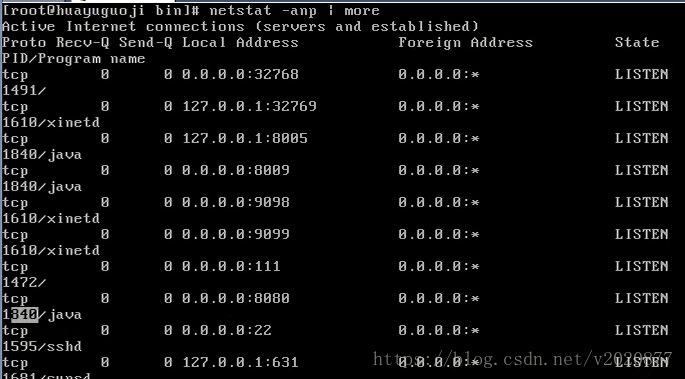 [root@huayuguoji bin]# netstat -anp | more
Active Internet connections (servers and established)
Proto Recv-Q Send-Q Local Address Foreign Address State
PID/Program name
tcp 0 0 0.0.0.0:32768 0.0.0.0:* LISTEN
1491/
tcp 0 0 127.0.0.1:32769 0.0.0.0:* LISTEN
1610/xinetd
tcp 0 0 127.0.0.1:8005 0.0.0.0:* LISTEN
1840/java
tcp 0 0 0.0.0.0:8009 0.0.0.0:* LISTEN
1840/java
tcp 0 0 0.0.0.0:9098 0.0.0.0:* LISTEN
1610/xinetd
tcp 0 0 0.0.0.0:9099 0.0.0.0:* LISTEN
1610/xinetd
tcp 0 0 0.0.0.0:111 0.0.0.0:* LISTEN
1472/
tcp 0 0 0.0.0.0:8080 0.0.0.0:* LISTEN
1840/java
tcp 0 0 0.0.0.0:22 0.0.0.0:* LISTEN
1595/sshd
tcp 0 0 127.0.0.1:631 0.0.0.0:* LISTEN
1681/cupsd
https://blog.csdn.net/v2020877